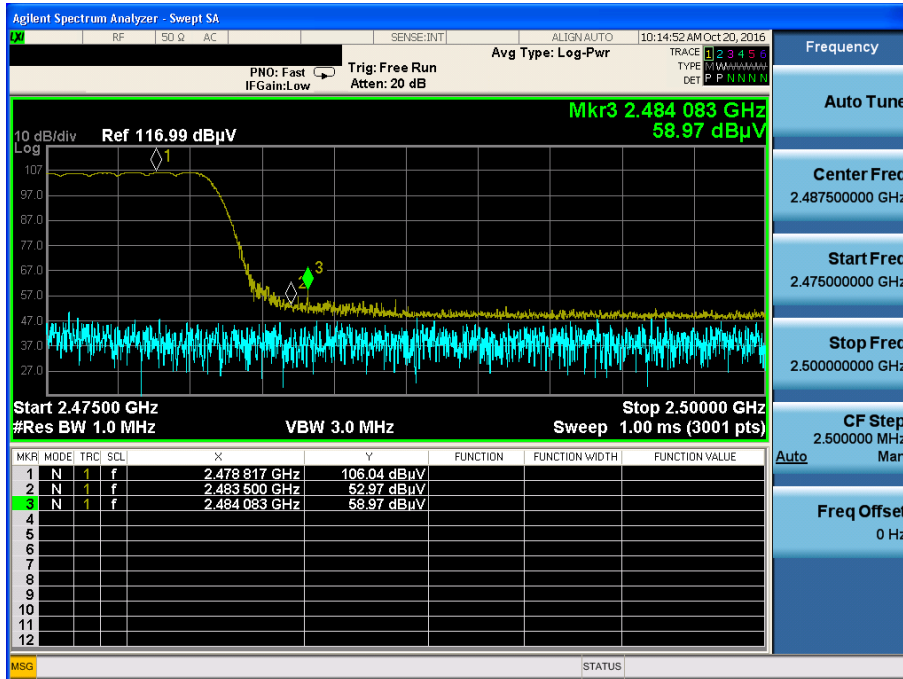 Agilent Spectrum Analyzer - Swept SA
LXI RF 50 Ω AC SENSE:INT ALIGN AUTO 10:14:52 AM Oct 20, 2016
PNO: Fast Trig: Free Run Avg Type: Log-Pwr TRACE 1 2 3 4 5 6
IFGain:Low Atten: 20 dB TYPE M W W W W W
DET P P N N N N
Mkr3 2.484 083 GHz
58.97 dBµV
10 dB/div Ref 116.99 dBµV
Log
107
97.0
87.0
77.0
67.0
57.0
47.0
37.0
27.0
1
2
3
Start 2.47500 GHz Stop 2.50000 GHz
#Res BW 1.0 MHz VBW 3.0 MHz Sweep 1.00 ms (3001 pts)
MKR MODE TRC SCL X Y FUNCTION FUNCTION WIDTH FUNCTION VALUE
1 N 1 f 2.478 817 GHz 106.04 dBµV
2 N 1 f 2.483 500 GHz 52.97 dBµV
3 N 1 f 2.484 083 GHz 58.97 dBµV
4
5
6
7
8
9
10
11
12
MSG STATUS
Frequency
Auto Tune
Center Freq
2.487500000 GHz
Start Freq
2.475000000 GHz
Stop Freq
2.500000000 GHz
CF Step
2.500000 MHz
Auto Man
Freq Offset
0 Hz